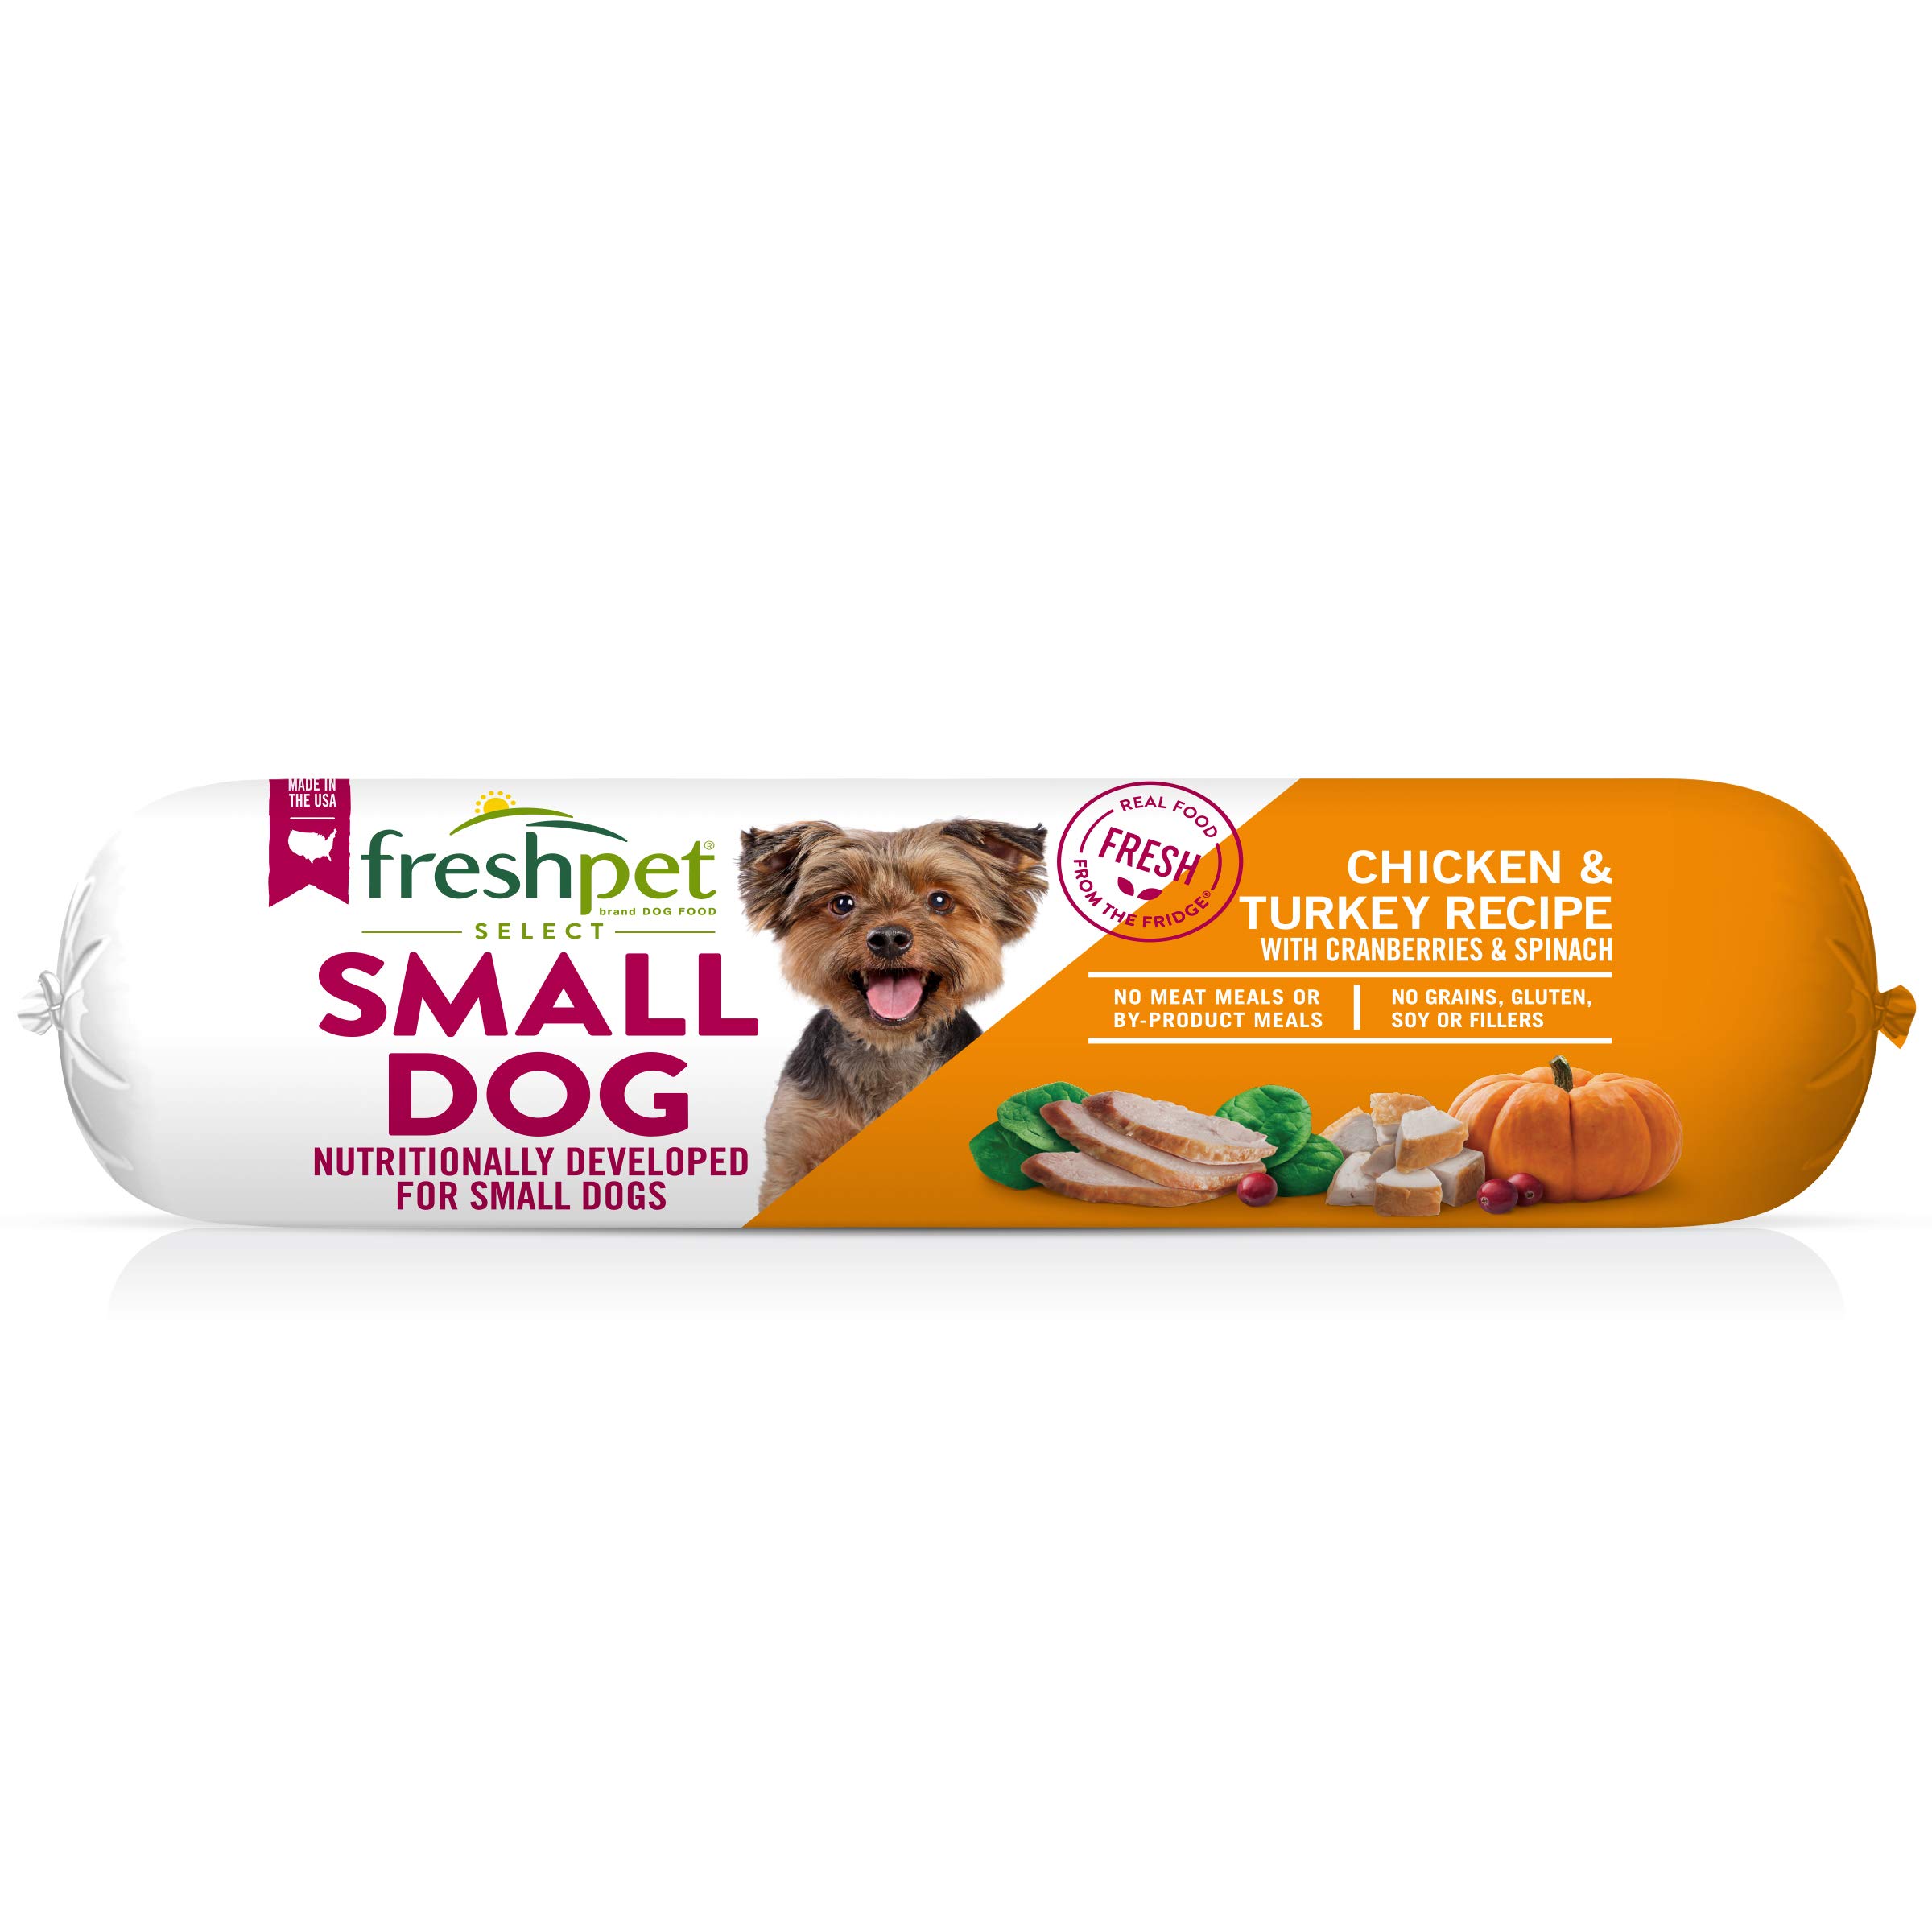 MADE IN
THE USA
freshpet®
brand DOG FOOD
SELECT
SMALL
DOG
NUTRITIONALLY DEVELOPED
FOR SMALL DOGS
REAL FOOD
FRESH
FROM THE FRIDGE®
CHICKEN &
TURKEY RECIPE
WITH CRANBERRIES & SPINACH
NO MEAT MEALS OR
BY-PRODUCT MEALS
NO GRAINS, GLUTEN,
SOY OR FILLERS